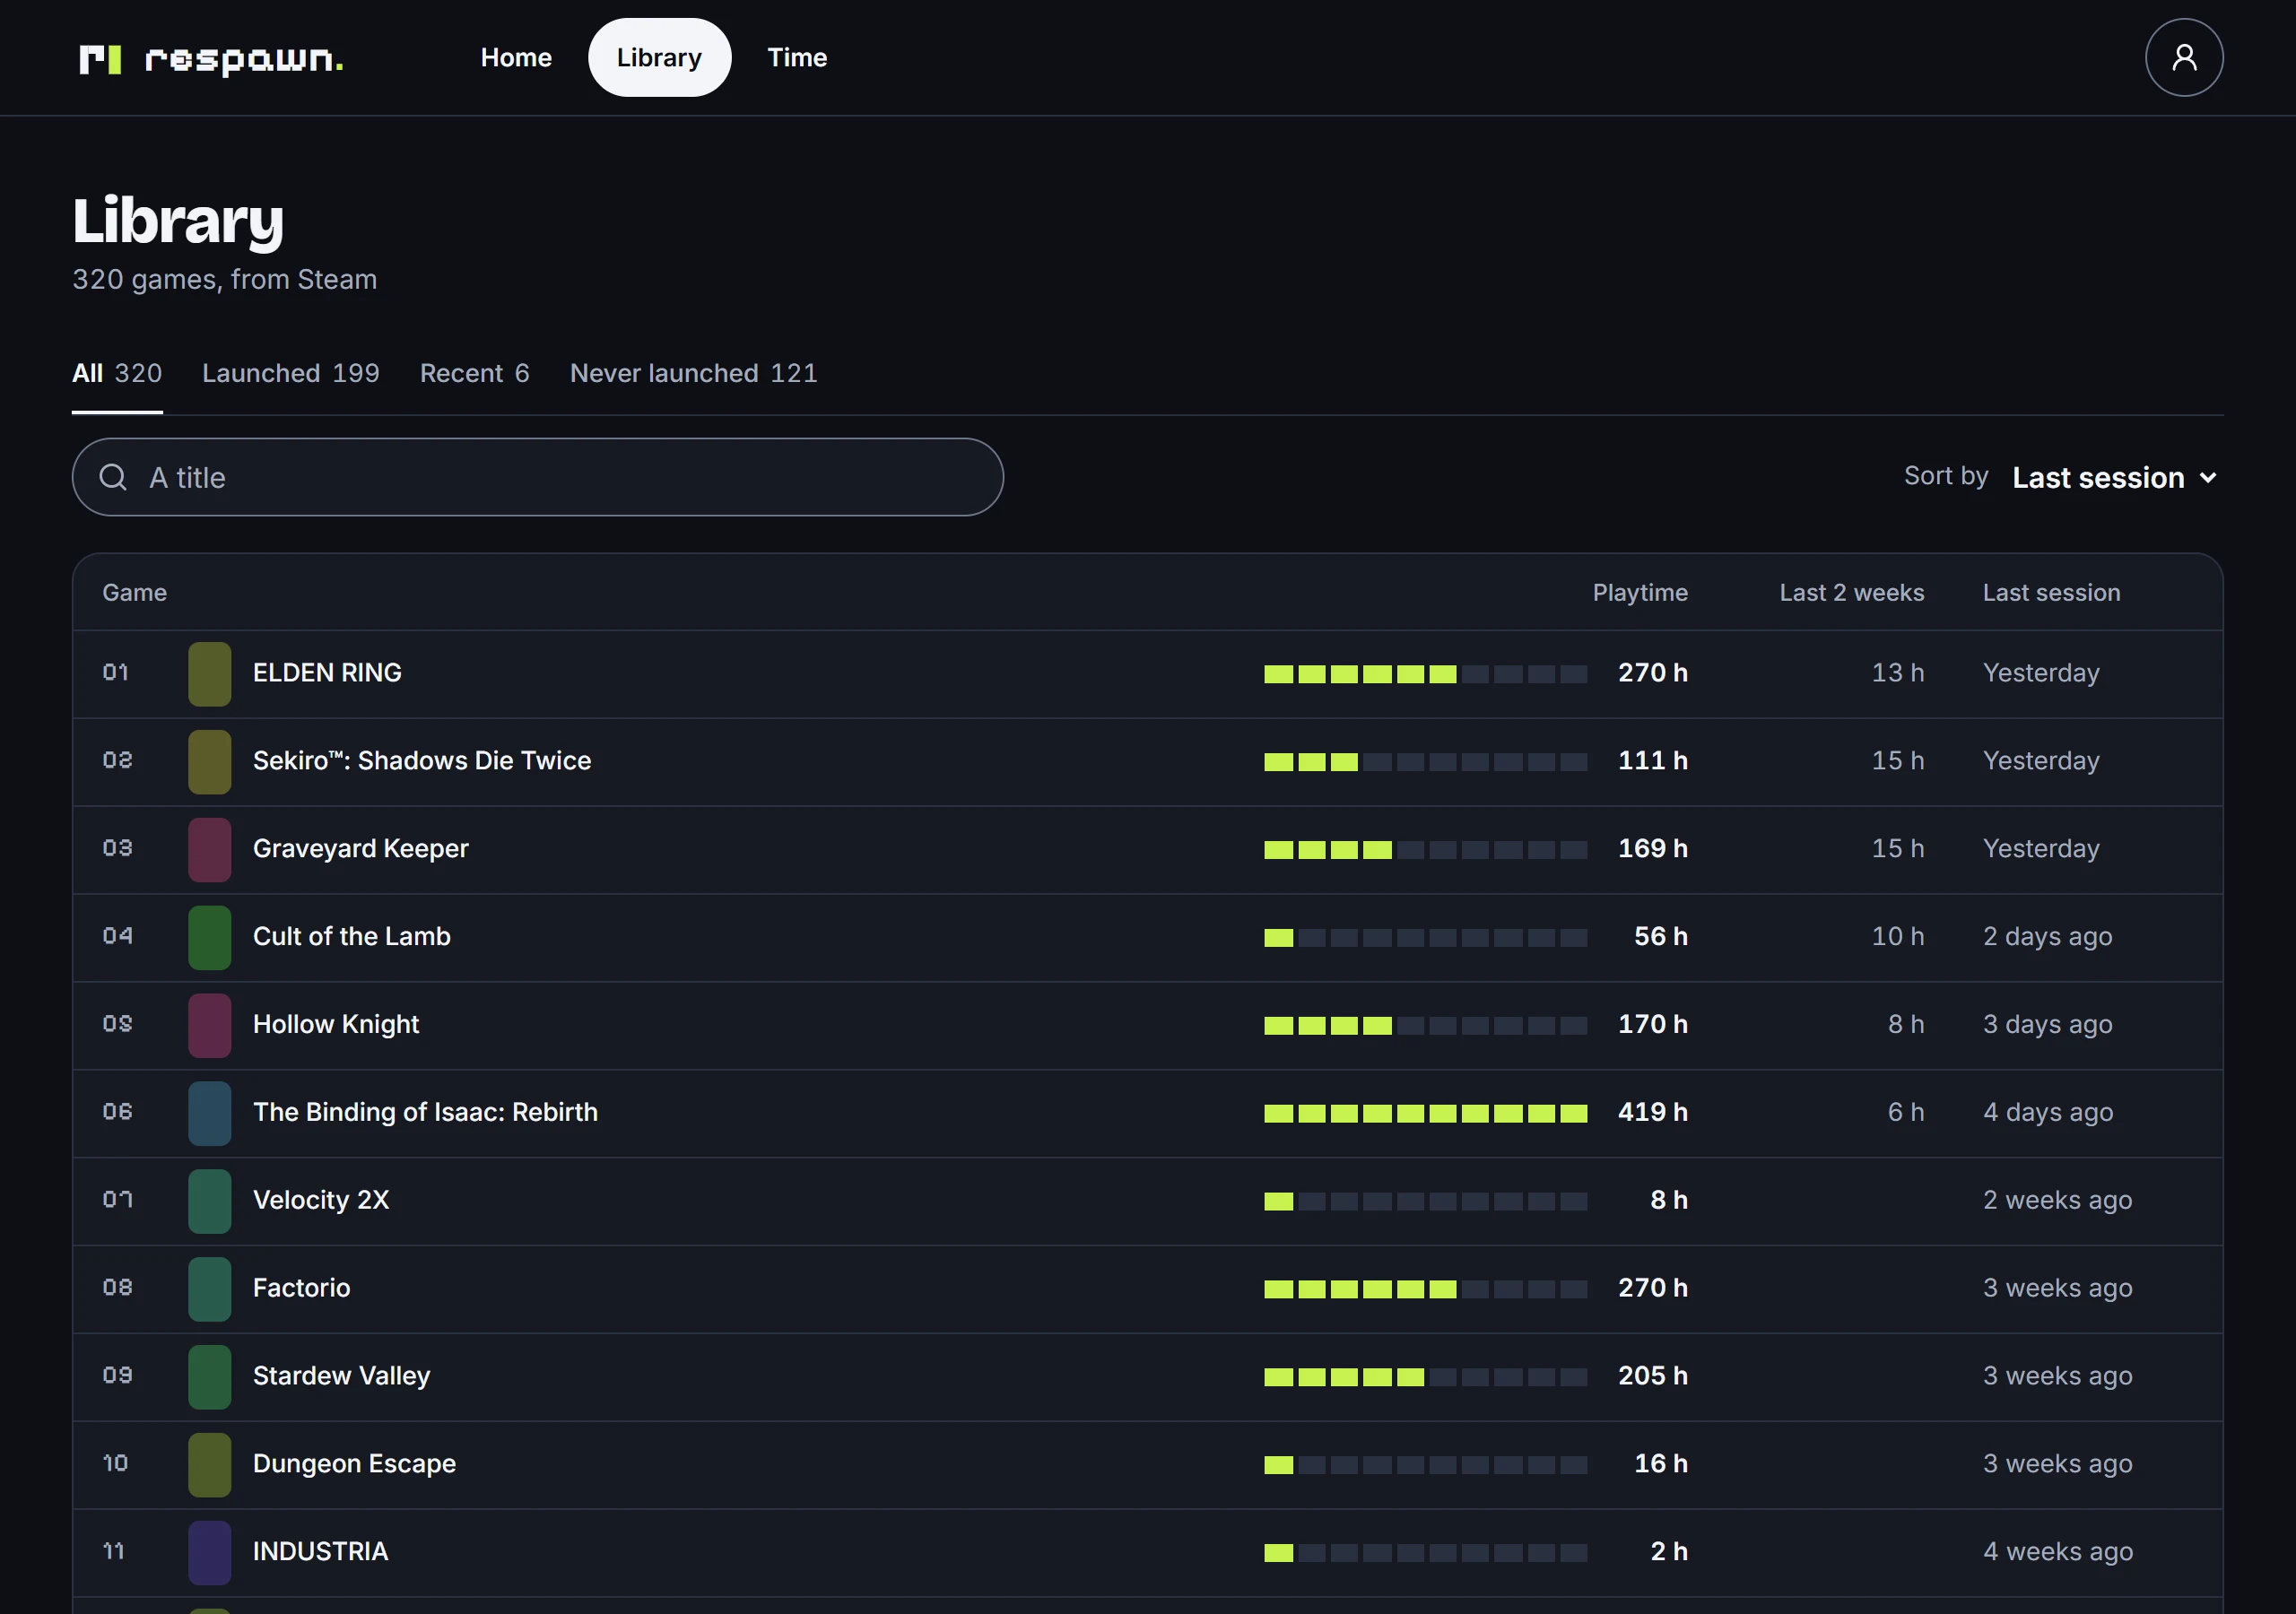 respawn.
Home Library Time
Library
320 games, from Steam
All 320 Launched 199 Recent 6 Never launched 121
A title
Sort by Last session
Game Playtime Last 2 weeks Last session
01 ELDEN RING 270 h 13 h Yesterday
02 Sekiro™: Shadows Die Twice 111 h 15 h Yesterday
03 Graveyard Keeper 169 h 15 h Yesterday
04 Cult of the Lamb 56 h 10 h 2 days ago
05 Hollow Knight 170 h 8 h 3 days ago
06 The Binding of Isaac: Rebirth 419 h 6 h 4 days ago
07 Velocity 2X 8 h 2 weeks ago
08 Factorio 270 h 3 weeks ago
09 Stardew Valley 205 h 3 weeks ago
10 Dungeon Escape 16 h 3 weeks ago
11 INDUSTRIA 2 h 4 weeks ago